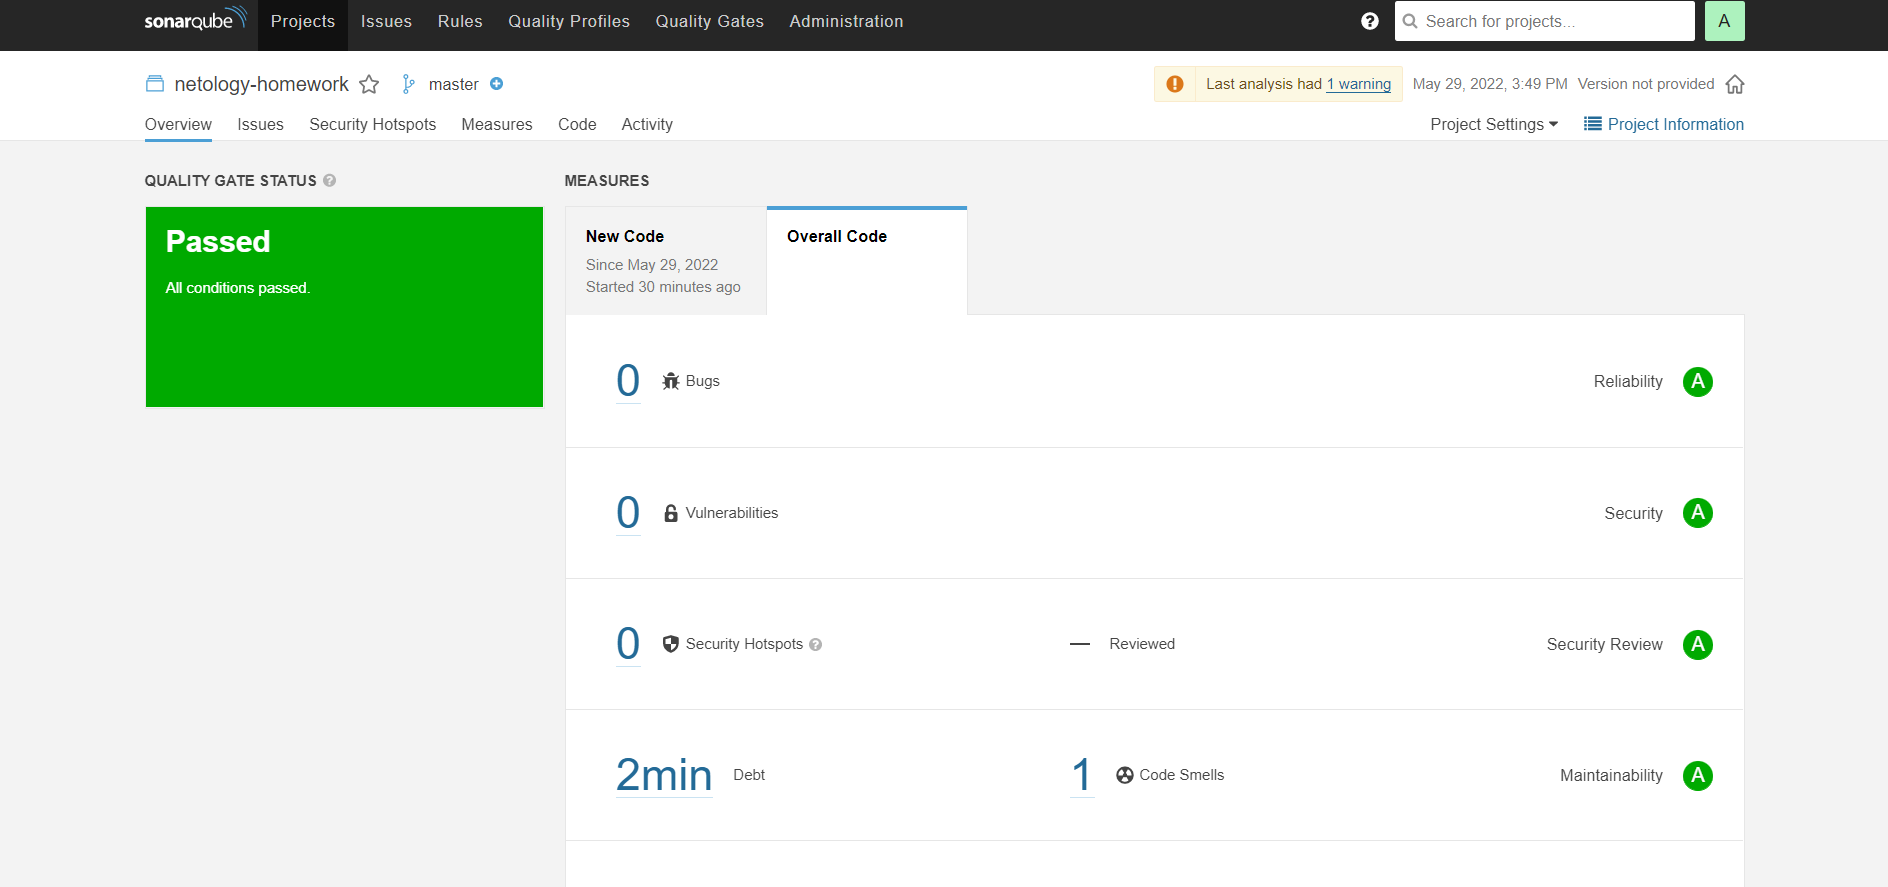 sonarqube Projects Issues Rules Quality Profiles Quality Gates Administration ? Search for projects... A
netology-homework master Last analysis had 1 warning May 29, 2022, 3:49 PM Version not provided
Overview Issues Security Hotspots Measures Code Activity Project Settings Project Information
QUALITY GATE STATUS ?
Passed
All conditions passed.
MEASURES
New Code
Since May 29, 2022
Started 30 minutes ago
Overall Code
0 Bugs Reliability A
0 Vulnerabilities Security A
0 Security Hotspots ? — Reviewed Security Review A
2min Debt 1 Code Smells Maintainability A